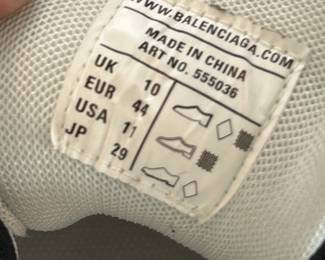 WWW.BALENCIAGA.COM
MADE IN CHINA
ART NO. 555036
UK 10
EUR 44
USA 11
JP 29